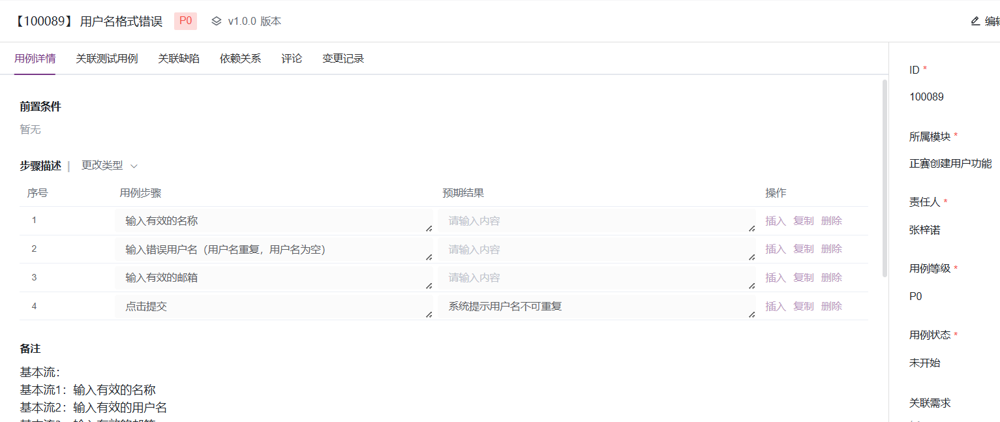 【100089】 用户名格式错误 P0 v1.0.0 版本 编辑
用例详情 关联测试用例 关联缺陷 依赖关系 评论 变更记录
前置条件
暂无
步骤描述 | 更改类型
序号 用例步骤 预期结果 操作
1 输入有效的名称 请输入内容 插入 复制 删除
2 输入错误用户名（用户名重复，用户名为空） 请输入内容 插入 复制 删除
3 输入有效的邮箱 请输入内容 插入 复制 删除
4 点击提交 系统提示用户名不可重复 插入 复制 删除
备注
基本流：
基本流1：输入有效的名称
基本流2：输入有效的用户名
ID *
100089
所属模块 *
正赛创建用户功能
责任人 *
张梓诺
用例等级 *
P0
用例状态 *
未开始
关联需求